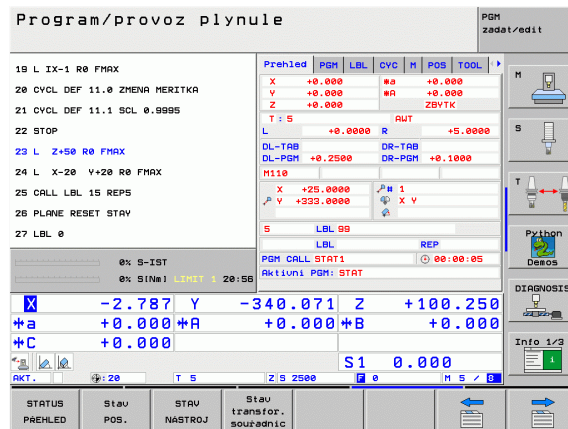 Program/provoz plynule
PGM
zadat/edit
19 L IX-1 R0 FMAX
20 CYCL DEF 11.0 ZMENA MERITKA
21 CYCL DEF 11.1 SCL 0.9995
22 STOP
23 L Z+50 R0 FMAX
24 L X-20 Y+20 R0 FMAX
25 CALL LBL 15 REP5
26 PLANE RESET STAY
27 LBL 0
0% S-IST
0% S[Nm] LIMIT 1 20:56
Prehled PGM LBL CYC M POS TOOL
X +0.000 *a +0.000
Y +0.000 *A +0.000
Z +0.000 ZBYTK
T : 5 AWT
L +0.0000 R +5.0000
DL-TAB DR-TAB
DL-PGM +0.2500 DR-PGM +0.1000
M110
X +25.0000 # 1
Y +333.0000 X Y
5 LBL 99
LBL REP
PGM CALL STAT1 00:00:05
Aktivni PGM: STAT
X -2.787 Y -340.071 Z +100.250
*a +0.000 *A +0.000 *B +0.000
*C +0.000
S1 0.000
AKT. :20 T 5 Z S 2500 F 0 M 5 / 8
M
S
T
Python
Demos
DIAGNOSIS
Info 1/3
STATUS
PŘEHLED
Stav
POS.
STAV
NÁSTROJ
Stav
transfor.
souřadnic